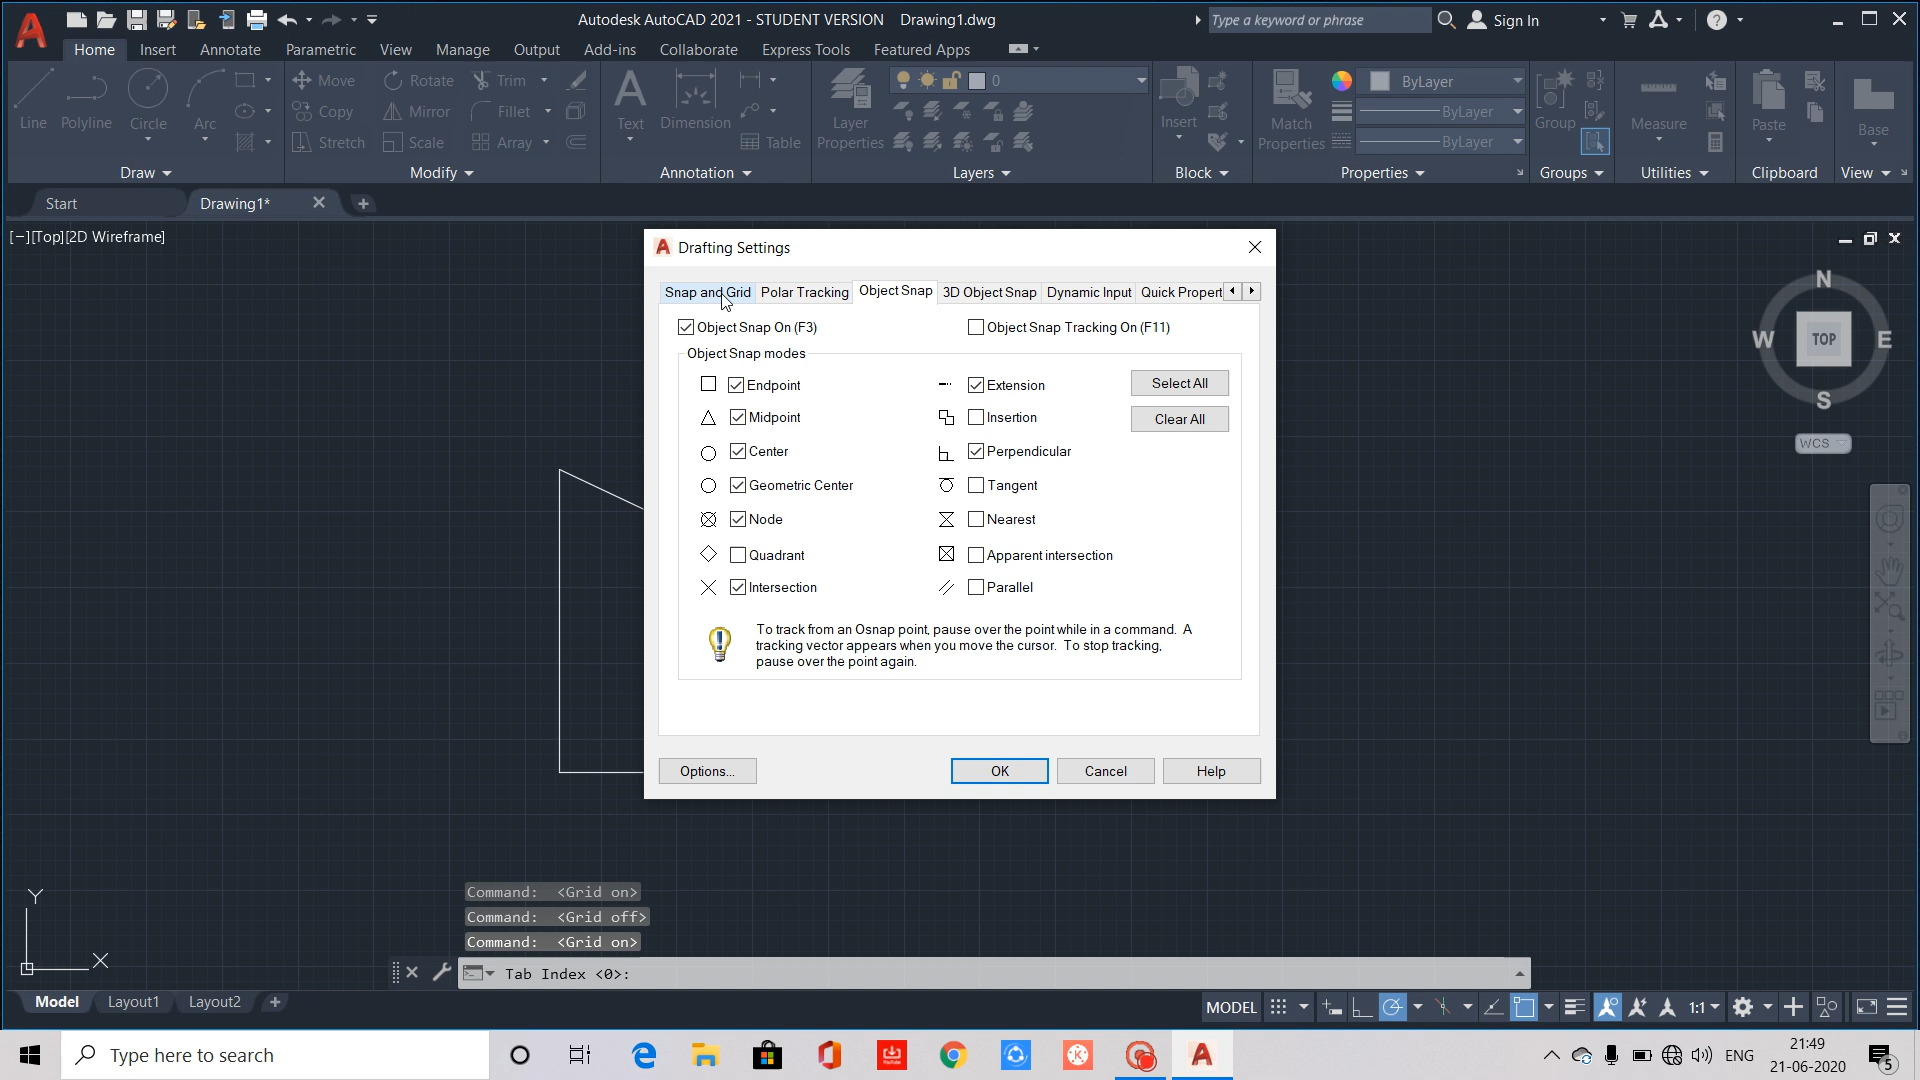 Autodesk AutoCAD 2021 - STUDENT VERSION Drawing1.dwg
Type a keyword or phrase
Sign In
Home Insert Annotate Parametric View Manage Output Add-ins Collaborate Express Tools Featured Apps
Line Polyline Circle Arc
Move Rotate Trim
Copy Mirror Fillet
Stretch Scale Array
Text Dimension Table
Layer Properties
0
Insert
Match Properties
ByLayer
ByLayer
ByLayer
Group
Measure
Paste
Base
Draw Modify Annotation Layers Block Properties Groups Utilities Clipboard View
Start Drawing1*
[−][Top][2D Wireframe]
Drafting Settings
Snap and Grid Polar Tracking Object Snap 3D Object Snap Dynamic Input Quick Propert
Object Snap On (F3) Object Snap Tracking On (F11)
Object Snap modes
Endpoint Extension Select All
Midpoint Insertion Clear All
Center Perpendicular
Geometric Center Tangent
Node Nearest
Quadrant Apparent intersection
Intersection Parallel
To track from an Osnap point, pause over the point while in a command. A
tracking vector appears when you move the cursor. To stop tracking,
pause over the point again.
Options... OK Cancel Help
N
W TOP E
S
WCS
Y
X
Command: <Grid on>
Command: <Grid off>
Command: <Grid on>
Tab Index <0>:
Model Layout1 Layout2
MODEL 1:1
Type here to search
ENG
21:49
21-06-2020
5